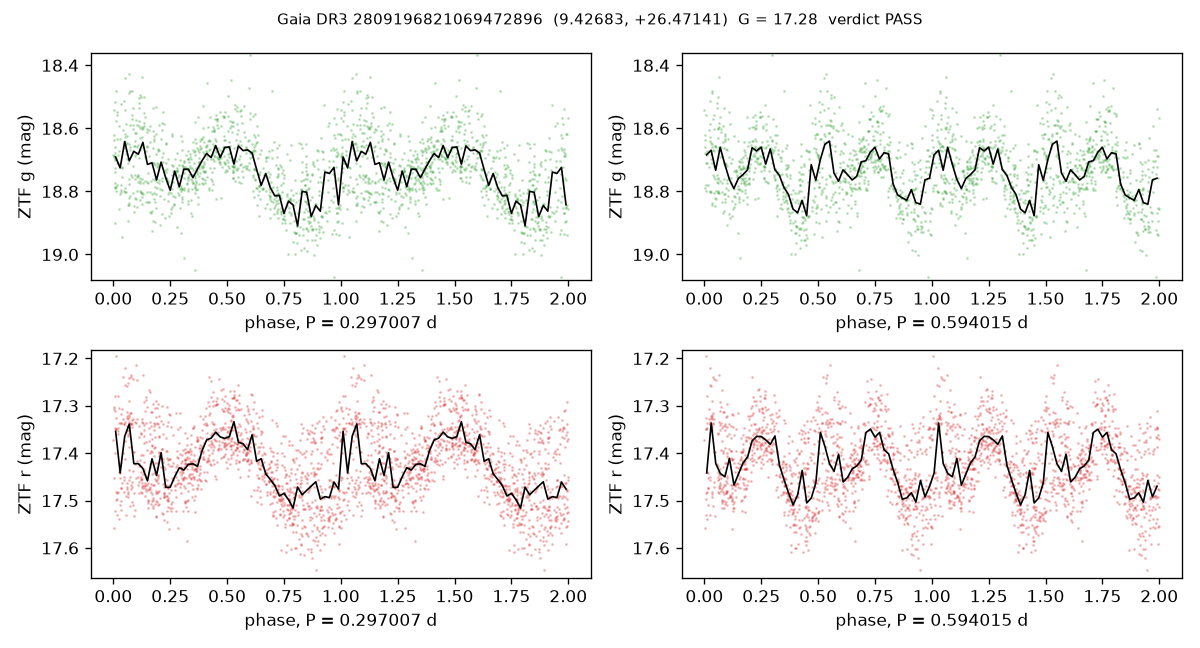 Gaia DR3 2809196821069472896  (9.42683, +26.47141)  G = 17.28  verdict PASS
18.4
18.6
18.8
19.0
ZTF g (mag)
0.00 0.25 0.50 0.75 1.00 1.25 1.50 1.75 2.00
phase, P = 0.297007 d
18.4
18.6
18.8
19.0
ZTF g (mag)
0.00 0.25 0.50 0.75 1.00 1.25 1.50 1.75 2.00
phase, P = 0.594015 d
17.2
17.3
17.4
17.5
17.6
ZTF r (mag)
0.00 0.25 0.50 0.75 1.00 1.25 1.50 1.75 2.00
phase, P = 0.297007 d
17.2
17.3
17.4
17.5
17.6
ZTF r (mag)
0.00 0.25 0.50 0.75 1.00 1.25 1.50 1.75 2.00
phase, P = 0.594015 d